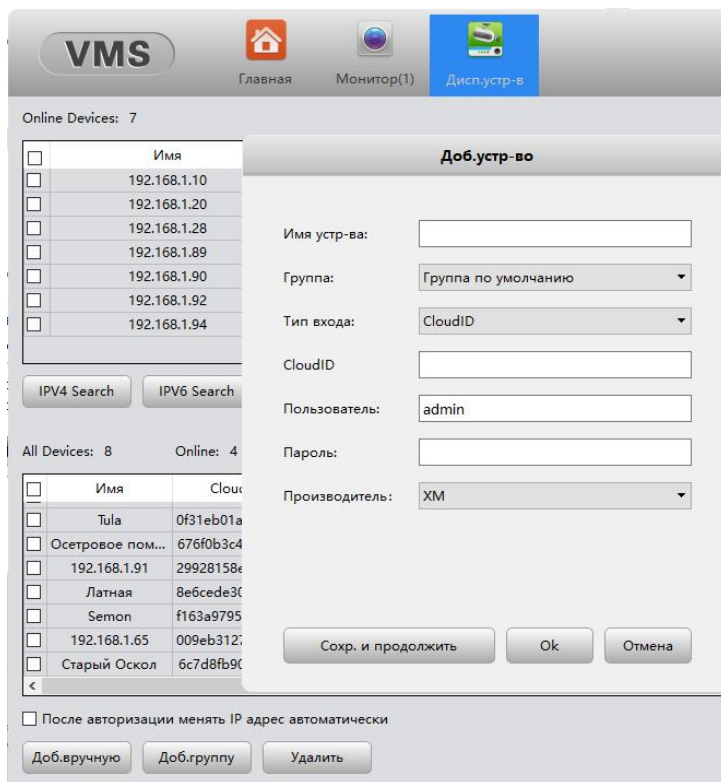 VMS
Главная
Монитор(1)
Дисп.устр-в
Online Devices: 7
Имя
192.168.1.10
192.168.1.20
192.168.1.28
192.168.1.89
192.168.1.90
192.168.1.92
192.168.1.94
IPV4 Search
IPV6 Search
All Devices: 8
Online: 4
Имя
Tula
0f31eb01a
Осетровое пом...
676f0b3c4
192.168.1.91
29928158e
Латная
8e6cede30
Semon
f163a9795
192.168.1.65
009eb3127
Старый Оскол
6c7d8fb90
После авторизации менять IP адрес автоматически
Доб.вручную
Доб.группу
Удалить
Доб.устр-во
Имя устр-ва:
Группа:
Группа по умолчанию
Тип входа:
CloudID
CloudID
Пользователь:
admin
Пароль:
Производитель:
XM
Сохр. и продолжить
Ok
Отмена